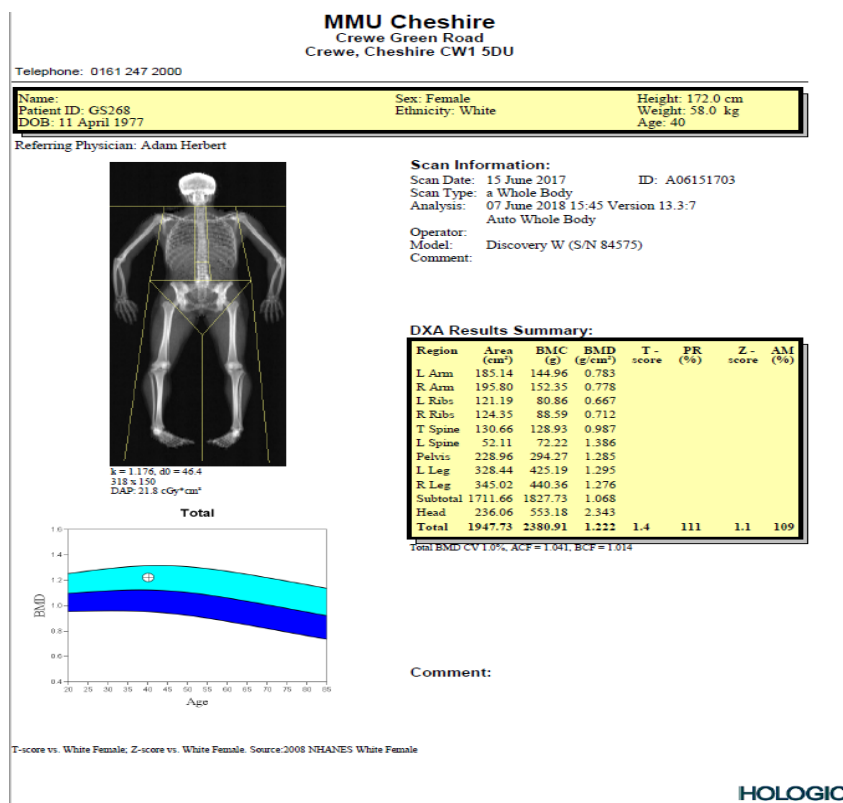 MMU Cheshire
Crewe Green Road
Crewe, Cheshire CW1 5DU
Telephone: 0161 247 2000
Name: Sex: Female Height: 172.0 cm
Patient ID: GS268 Ethnicity: White Weight: 58.0 kg
DOB: 11 April 1977 Age: 40
Referring Physician: Adam Herbert
k = 1.176, d0 = 46.4
318 x 150
DAP: 21.8 cGy*cm²
Total
1.6
1.4
1.2
1.0
0.8
0.6
0.4
BMD
20 25 30 35 40 45 50 55 60 65 70 75 80 85
Age
Scan Information:
Scan Date: 15 June 2017 ID: A06151703
Scan Type: a Whole Body
Analysis: 07 June 2018 15:45 Version 13.3:7
Auto Whole Body
Operator:
Model: Discovery W (S/N 84575)
Comment:
DXA Results Summary:
Region Area BMC BMD T - PR Z - AM
(cm²) (g) (g/cm²) score (%) score (%)
L Arm 185.14 144.96 0.783
R Arm 195.80 152.35 0.778
L Ribs 121.19 80.86 0.667
R Ribs 124.35 88.59 0.712
T Spine 130.66 128.93 0.987
L Spine 52.11 72.22 1.386
Pelvis 228.96 294.27 1.285
L Leg 328.44 425.19 1.295
R Leg 345.02 440.36 1.276
Subtotal 1711.66 1827.73 1.068
Head 236.06 553.18 2.343
Total 1947.73 2380.91 1.222 1.4 111 1.1 109
Total BMD CV 1.0%, ACF = 1.041, BCF = 1.014
Comment:
T-score vs. White Female; Z-score vs. White Female. Source:2008 NHANES White Female
HOLOGIC